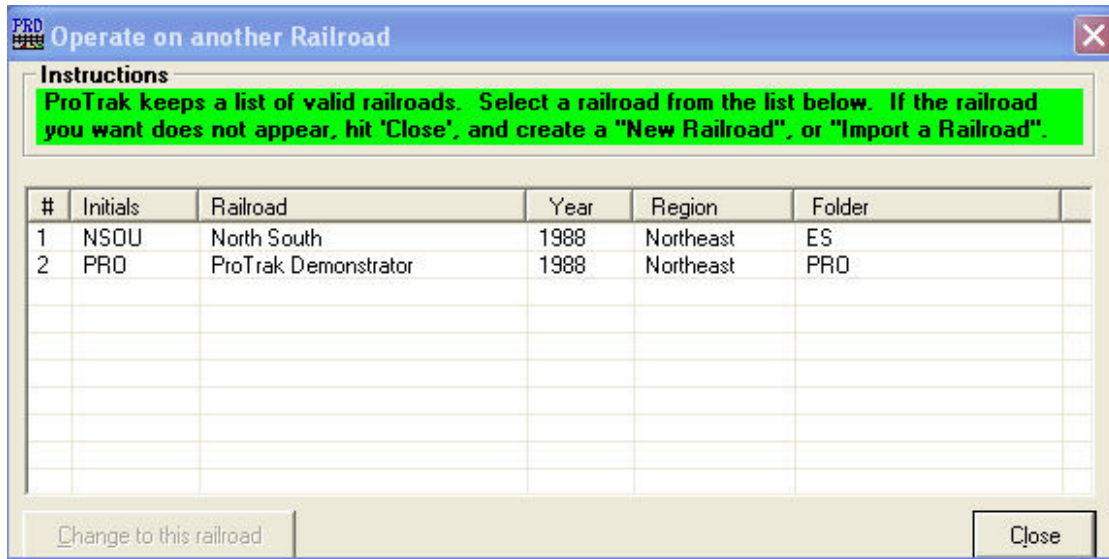 PRO
Operate on another Railroad
Instructions
ProTrak keeps a list of valid railroads. Select a railroad from the list below. If the railroad
you want does not appear, hit 'Close', and create a "New Railroad", or "Import a Railroad".
# Initials Railroad Year Region Folder
1 NSOU North South 1988 Northeast ES
2 PRO ProTrak Demonstrator 1988 Northeast PRO
Change to this railroad Close